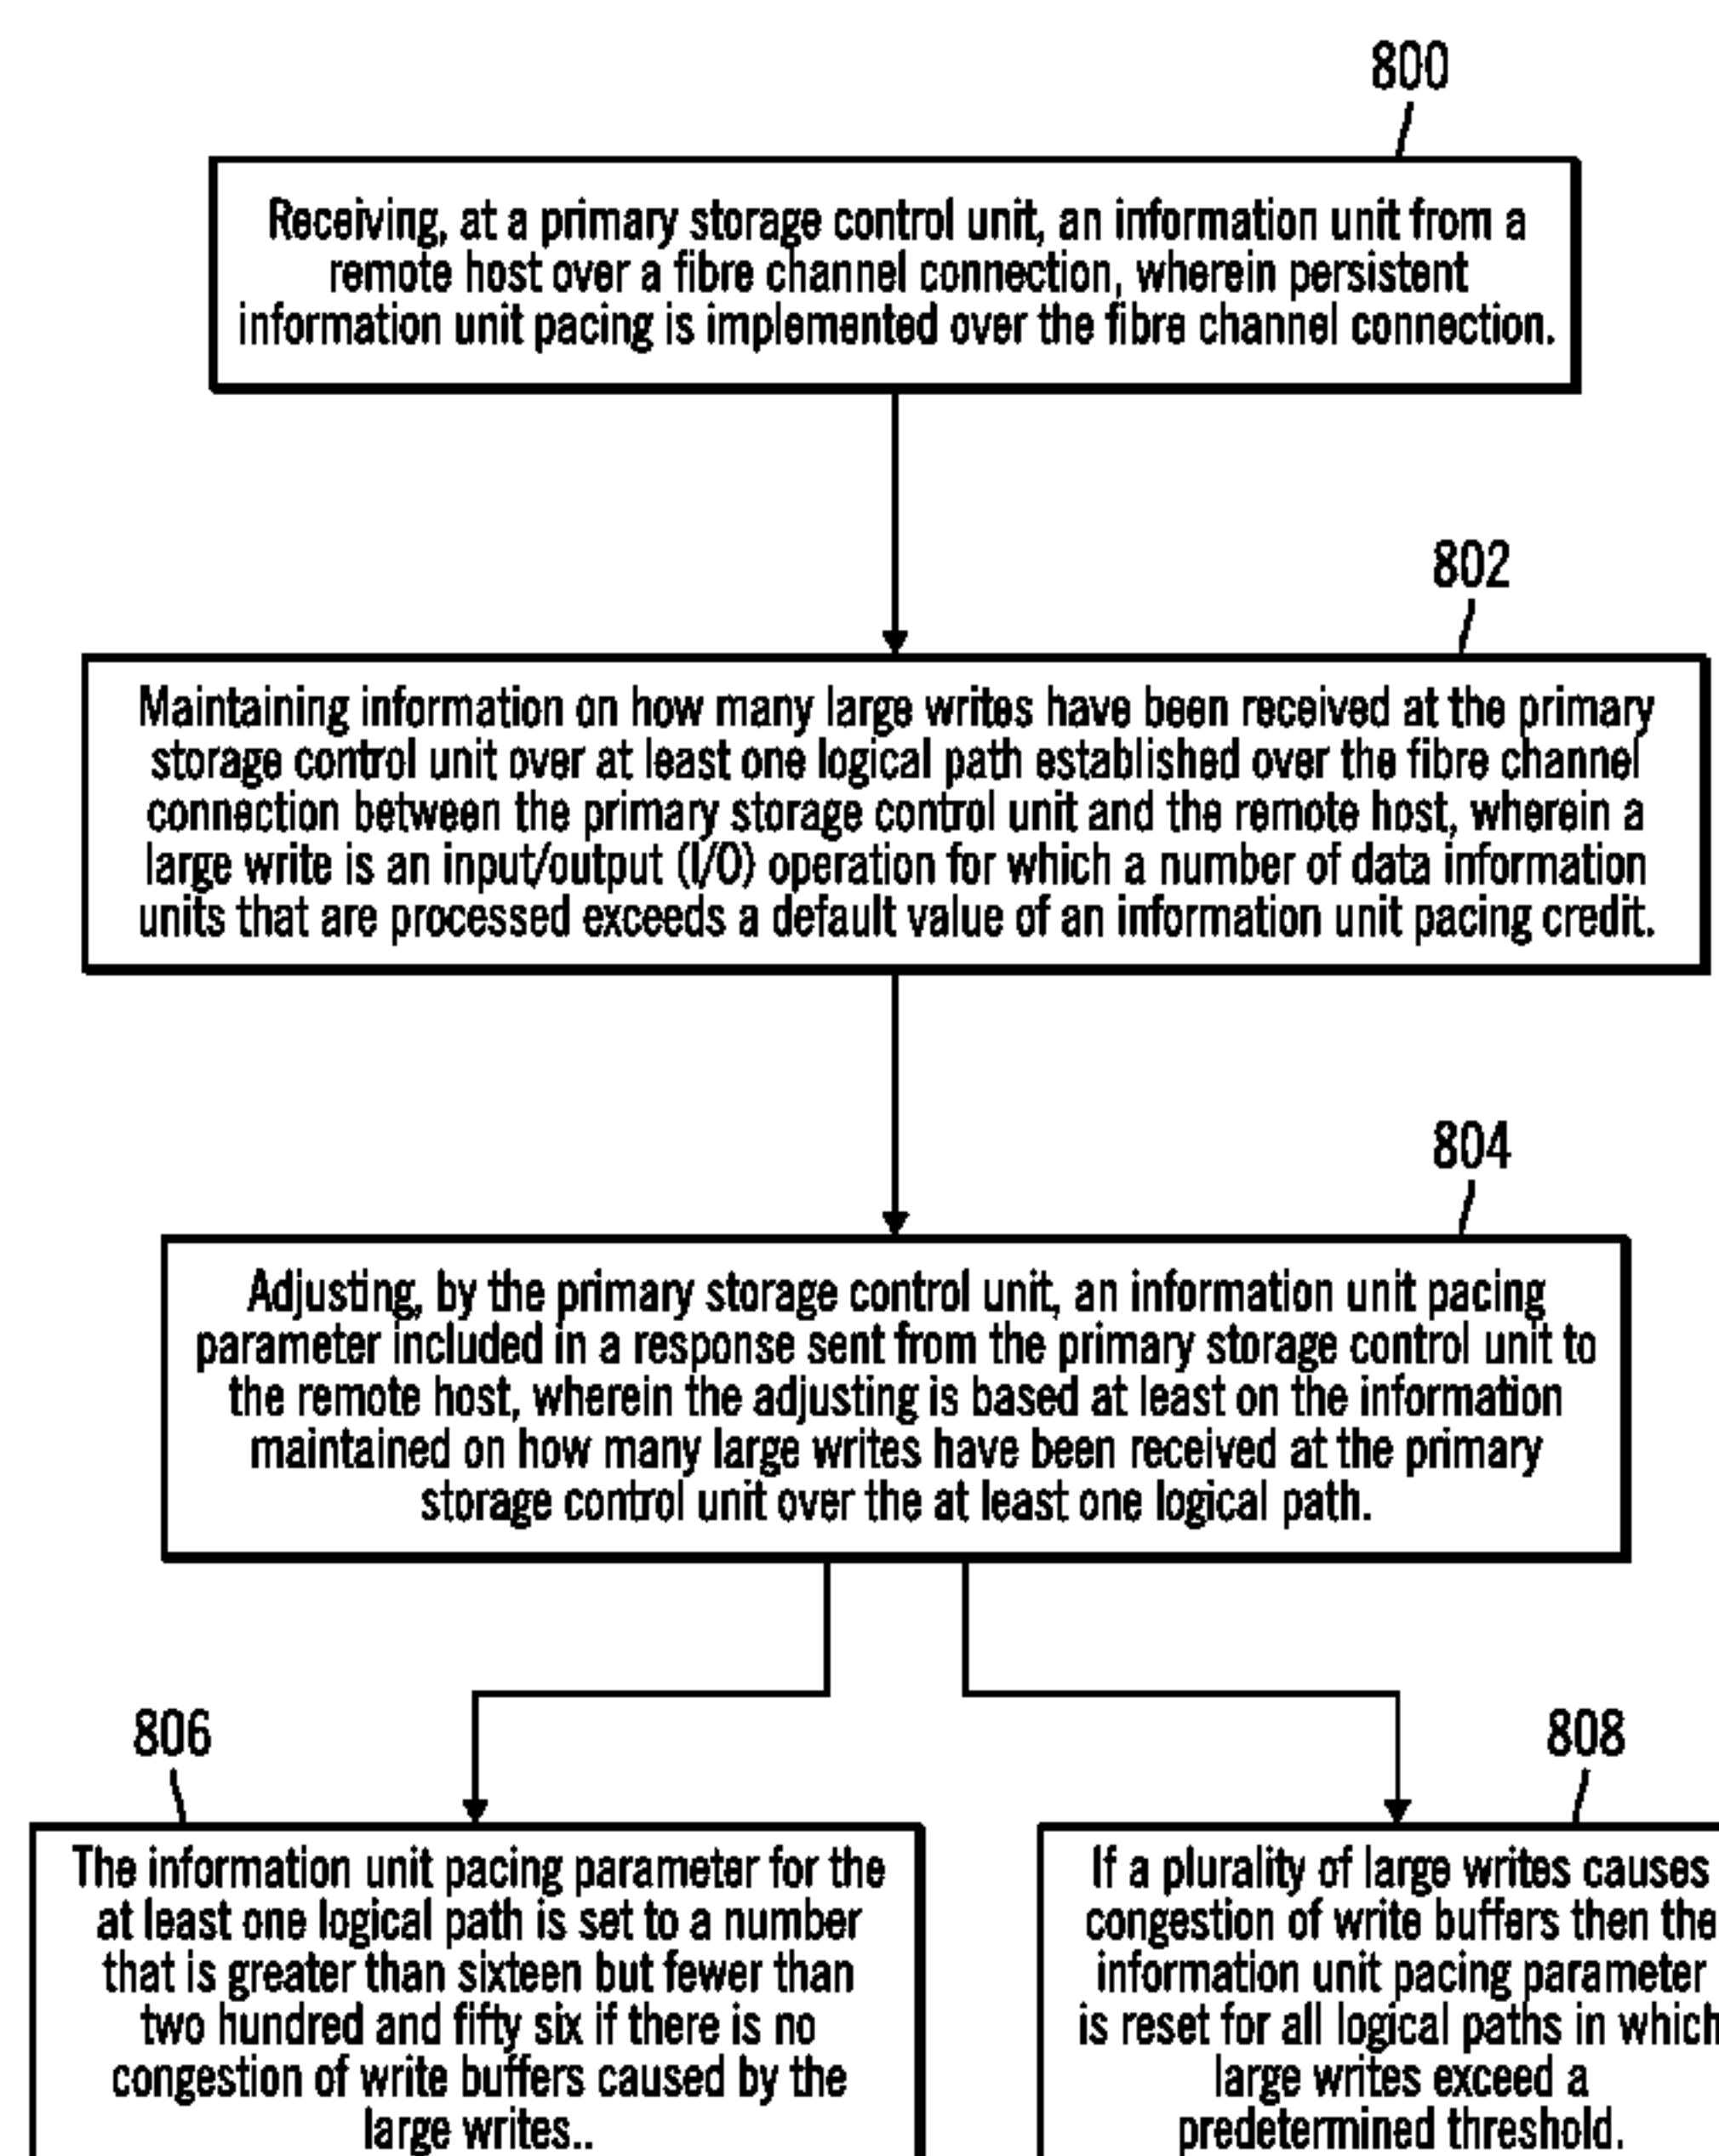 800
Receiving, at a primary storage control unit, an information unit from a
remote host over a fibre channel connection, wherein persistent
information unit pacing is implemented over the fibre channel connection.
802
Maintaining information on how many large writes have been received at the primary
storage control unit over at least one logical path established over the fibre channel
connection between the primary storage control unit and the remote host, wherein a
large write is an input/output (I/O) operation for which a number of data information
units that are processed exceeds a default value of an information unit pacing credit.
804
Adjusting, by the primary storage control unit, an information unit pacing
parameter included in a response sent from the primary storage control unit to
the remote host, wherein the adjusting is based at least on the information
maintained on how many large writes have been received at the primary
storage control unit over the at least one logical path.
806
The information unit pacing parameter for the
at least one logical path is set to a number
that is greater than sixteen but fewer than
two hundred and fifty six if there is no
congestion of write buffers caused by the
large writes..
808
If a plurality of large writes causes
congestion of write buffers then the
information unit pacing parameter
is reset for all logical paths in which
large writes exceed a
predetermined threshold.